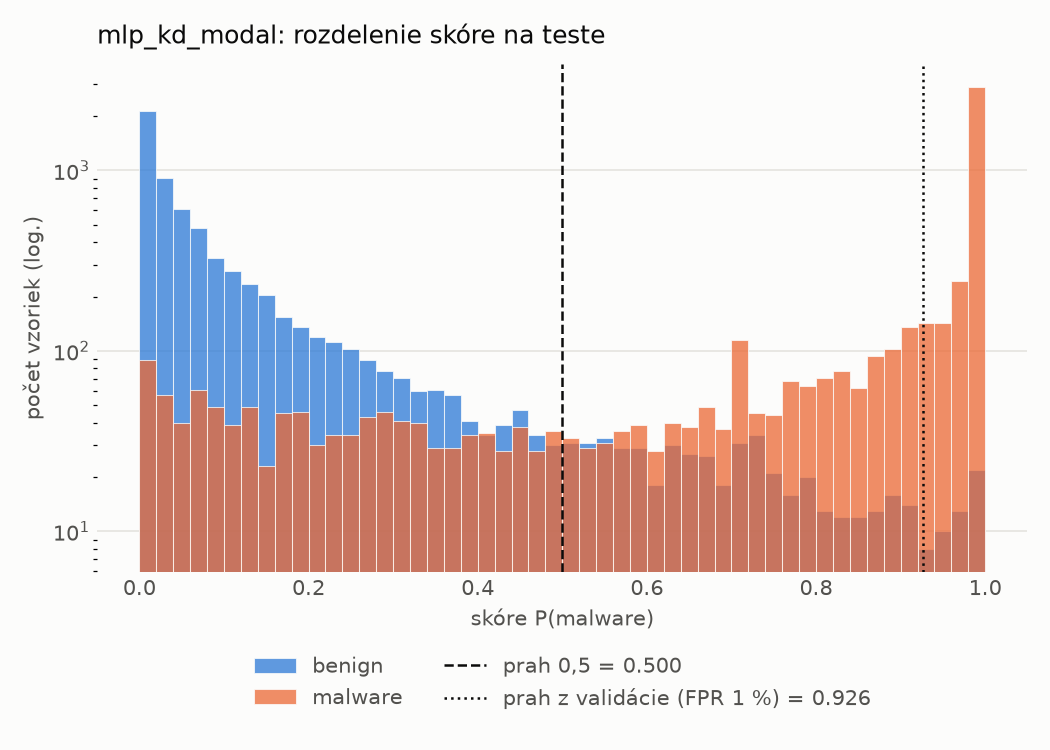 mlp_kd_modal: rozdelenie skóre na teste
počet vzoriek (log.)
10³
10²
10¹
0.0 0.2 0.4 0.6 0.8 1.0
skóre P(malware)
benign
malware
prah 0,5 = 0.500
prah z validácie (FPR 1 %) = 0.926